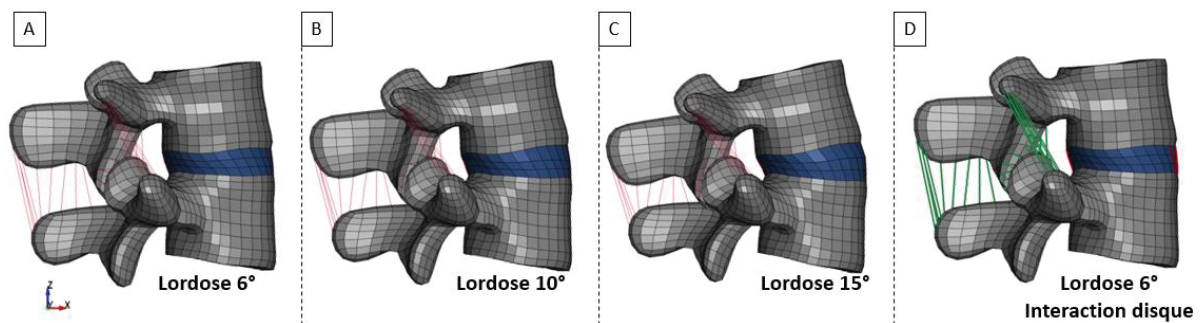 A
B
C
D
Z
Y
X
Lordose 6°
Lordose 10°
Lordose 15°
Lordose 6°
Interaction disque